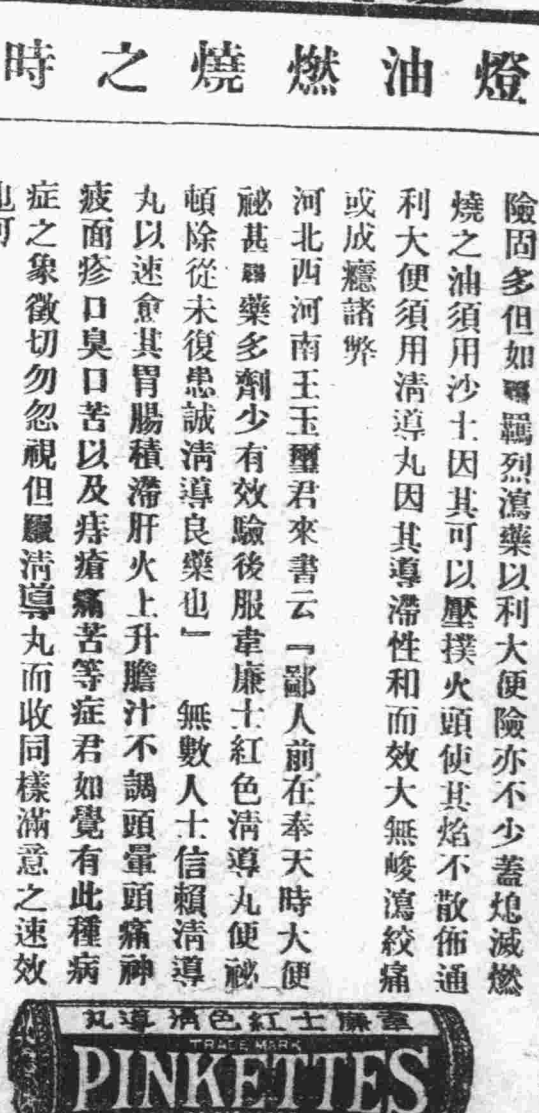 燈油燃燒之時
險固多但如羈烈瀉藥以利大便險亦不少蓋熄滅燃
燒之油須用沙土因其可以壓撲火頭使其焰不散佈通
利大便須用清導丸因其導滯性和而效大無峻瀉絞痛
或成癮諸弊
河北西河南王玉璽君來書云『鄙人前在奉天時大便
祕甚藥多劑少有效驗後服韋廉士紅色清導丸便祕
頓除從未復患誠清導良藥也』 無數人士信賴清導
丸以速愈其胃腸積滯肝火上升膽汁不調頭暈頭痛神
疲面疹口臭口苦以及痔瘡痛苦等症君如覺有此種病
症之象徵切勿忽視但清導丸而收同樣滿意之速效
也可
韋廉士紅色清導丸
TRADE MARK
PINKETTES